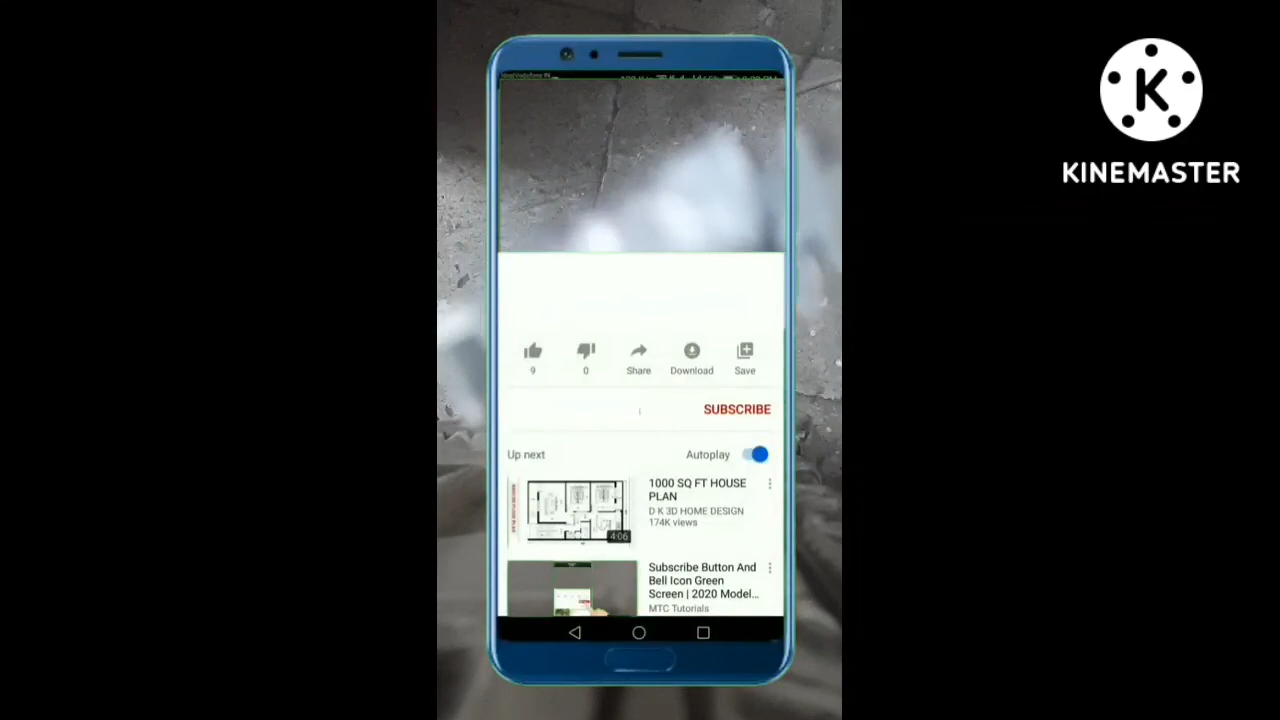 KINEMASTER
9
0
Share
Download
Save
SUBSCRIBE
Up next
Autoplay
1000 SQ FT HOUSE
PLAN
D K 3D HOME DESIGN
174K views
4:06
Subscribe Button And
Bell Icon Green
Screen | 2020 Model...
MTC Tutorials